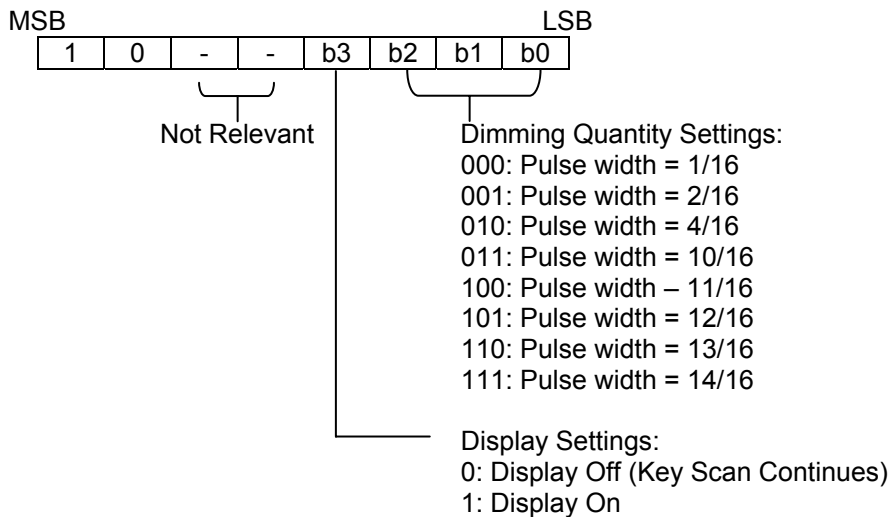 MSB LSB
1 0 - - b3 b2 b1 b0
Not Relevant
Dimming Quantity Settings:
000: Pulse width = 1/16
001: Pulse width = 2/16
010: Pulse width = 4/16
011: Pulse width = 10/16
100: Pulse width – 11/16
101: Pulse width = 12/16
110: Pulse width = 13/16
111: Pulse width = 14/16
Display Settings:
0: Display Off (Key Scan Continues)
1: Display On